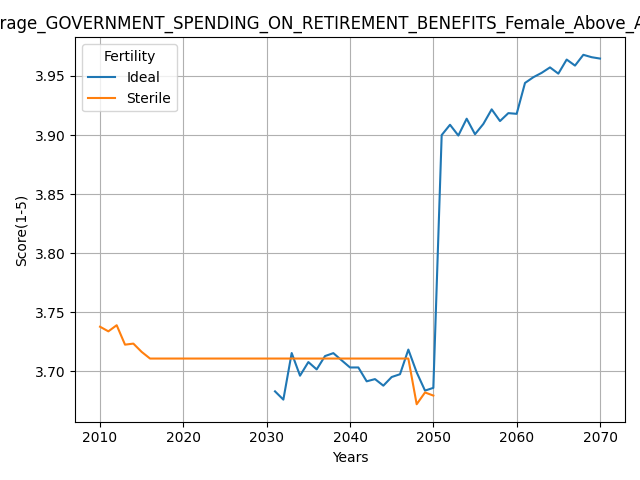 rage_GOVERNMENT_SPENDING_ON_RETIREMENT_BENEFITS_Female_Above_A
Fertility
Ideal
Sterile
3.95
3.90
3.85
3.80
3.75
3.70
Score(1-5)
2010 2020 2030 2040 2050 2060 2070
Years